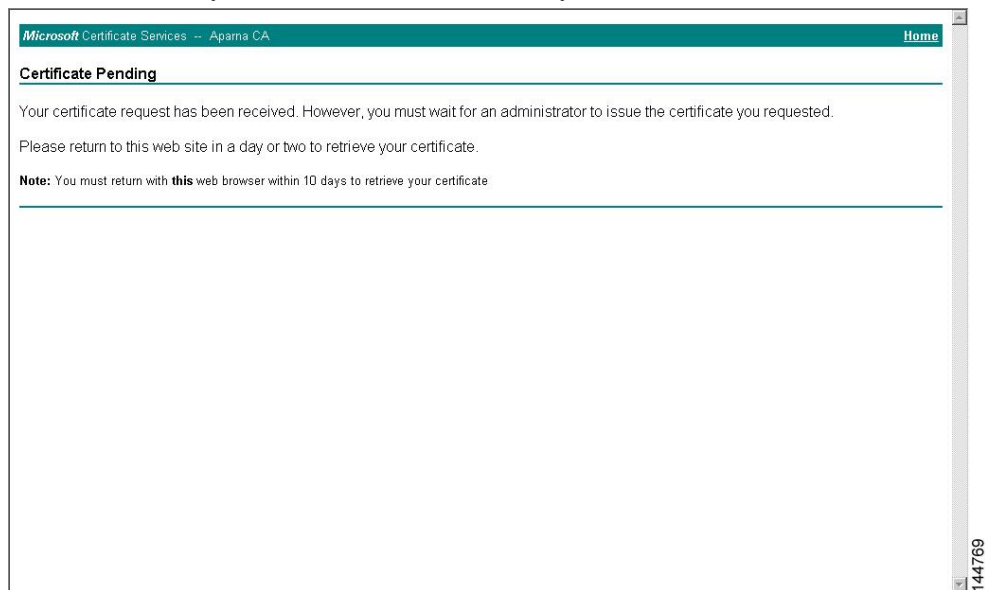 Microsoft Certificate Services -- Aparna CA Home
Certificate Pending
Your certificate request has been received. However, you must wait for an administrator to issue the certificate you requested.
Please return to this web site in a day or two to retrieve your certificate.
Note: You must return with this web browser within 10 days to retrieve your certificate
144769